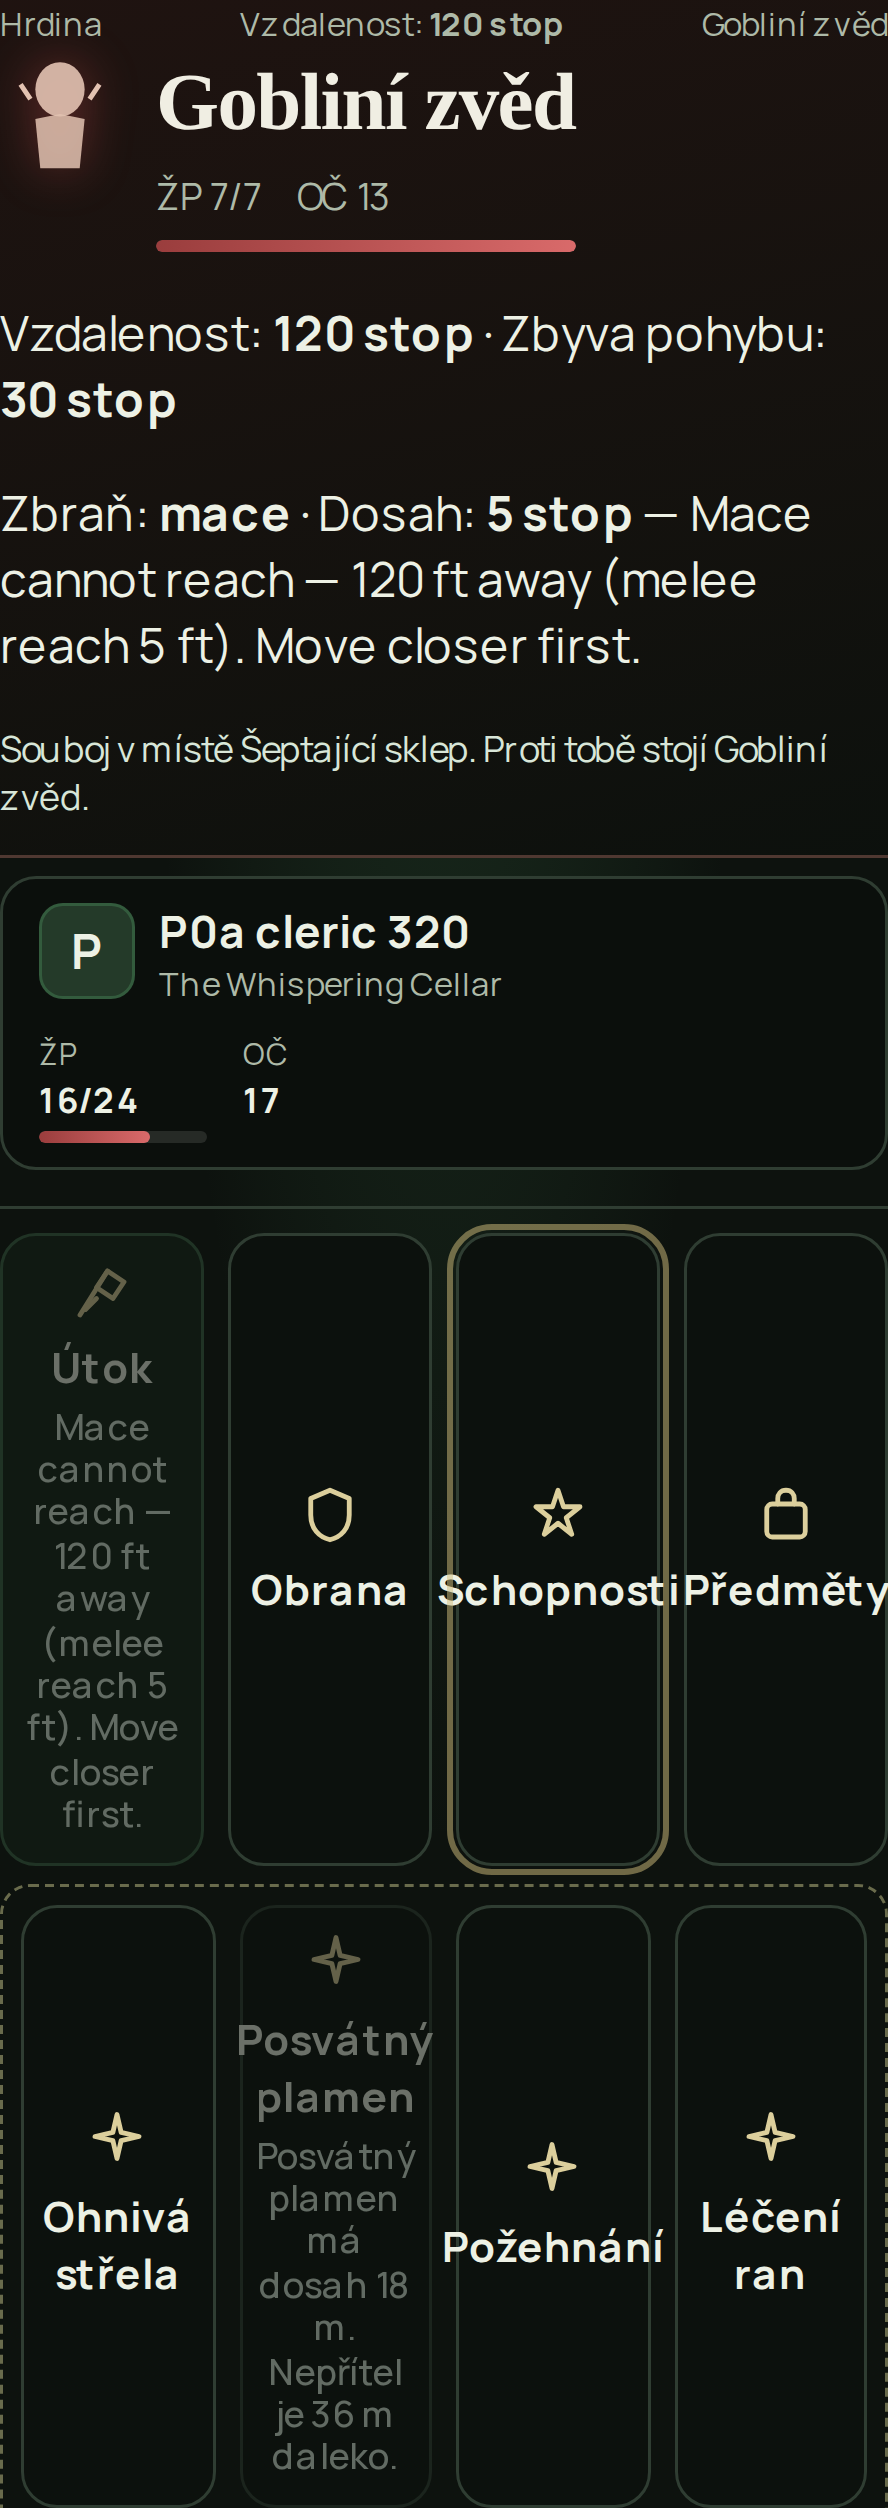 Hrdina Vzdalenost: 120 stop Gobliní zvěd
Gobliní zvěd
ŽP 7/7 OČ 13
Vzdalenost: 120 stop · Zbyva pohybu:
30 stop
Zbraň: mace · Dosah: 5 stop — Mace
cannot reach — 120 ft away (melee
reach 5 ft). Move closer first.
Souboj v místě Šeptající sklep. Proti tobě stojí Gobliní
zvěd.
P
P0a cleric 320
The Whispering Cellar
ŽP OČ
16/24 17
Útok
Mace
cannot
reach —
120 ft
away
(melee
reach 5
ft). Move
closer
first.
Obrana
Schopnosti
Předměty
Ohnivá
střela
Posvátný
plamen
Posvátný
plamen
má
dosah 18
m.
Nepřítel
je 36 m
daleko.
Požehnání
Léčení
ran